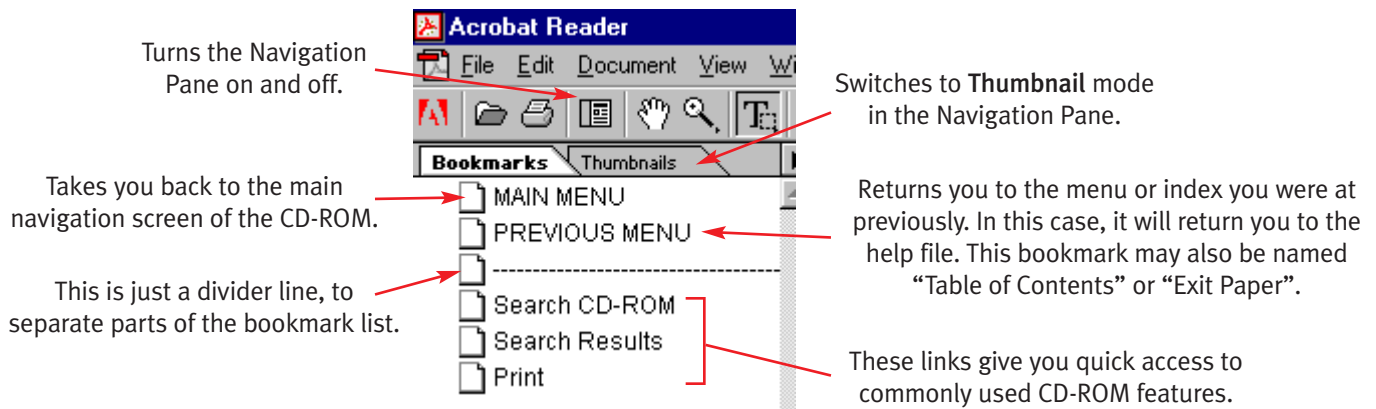 Acrobat Reader
File Edit Document View Wi
Bookmarks Thumbnails
MAIN MENU
PREVIOUS MENU
--------------------------------------
Search CD-ROM
Search Results
Print
Turns the Navigation
Pane on and off.
Takes you back to the main
navigation screen of the CD-ROM.
This is just a divider line, to
separate parts of the bookmark list.
Switches to Thumbnail mode
in the Navigation Pane.
Returns you to the menu or index you were at
previously. In this case, it will return you to the
help file. This bookmark may also be named
“Table of Contents” or “Exit Paper”.
These links give you quick access to
commonly used CD-ROM features.